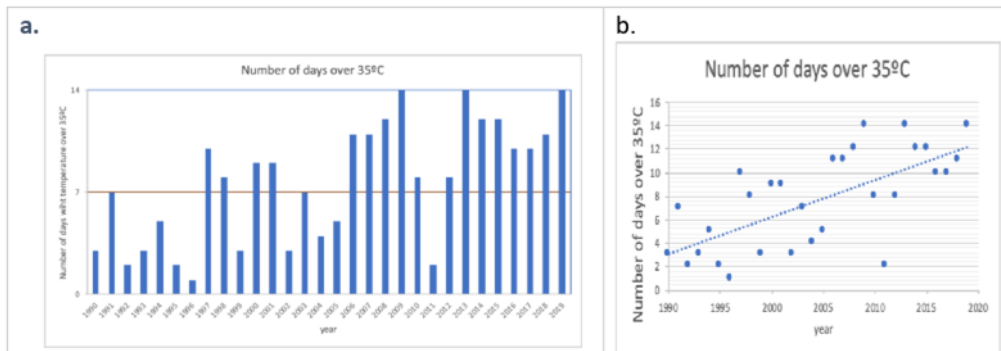 a.
Number of days over 35ºC
Number of days wiht temperature over 35ºC
14
7
0
1990 1991 1992 1993 1994 1995 1996 1997 1998 1999 2000 2001 2002 2003 2004 2005 2006 2007 2008 2009 2010 2011 2012 2013 2014 2015 2016 2017 2018 2019
year
b.
Number of days over 35ºC
Number of days over 35ºC
16
14
12
10
8
6
4
2
0
1990 1995 2000 2005 2010 2015 2020
year